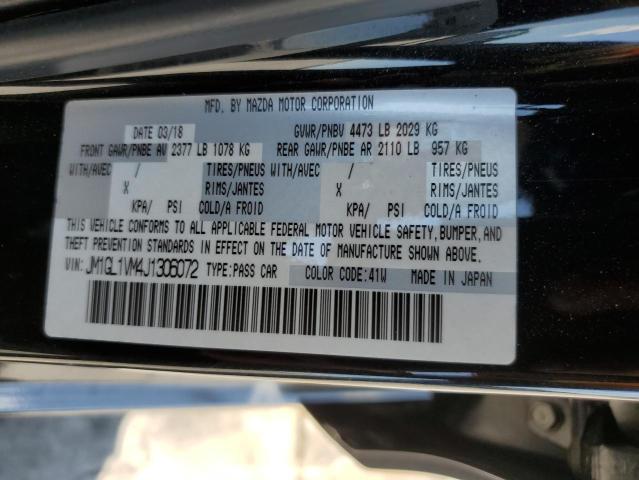 MFD. BY MAZDA MOTOR CORPORATION
DATE 03/18 GVWR/PNBV 4473 LB 2029 KG
FRONT GAWR/PNBE AV 2377 LB 1078 KG REAR GAWR/PNBE AR 2110 LB 957 KG
WITH/AVEC / TIRES/PNEUS WITH/AVEC / TIRES/PNEUS
X RIMS/JANTES X RIMS/JANTES
KPA/ PSI COLD/A FROID KPA/ PSI COLD/A FROID
THIS VEHICLE CONFORMS TO ALL APPLICABLE FEDERAL MOTOR VEHICLE SAFETY, BUMPER, AND
THEFT PREVENTION STANDARDS IN EFFECT ON THE DATE OF MANUFACTURE SHOWN ABOVE.
VIN: JM1GL1VM4J1306072 TYPE:PASS CAR COLOR CODE:41W MADE IN JAPAN